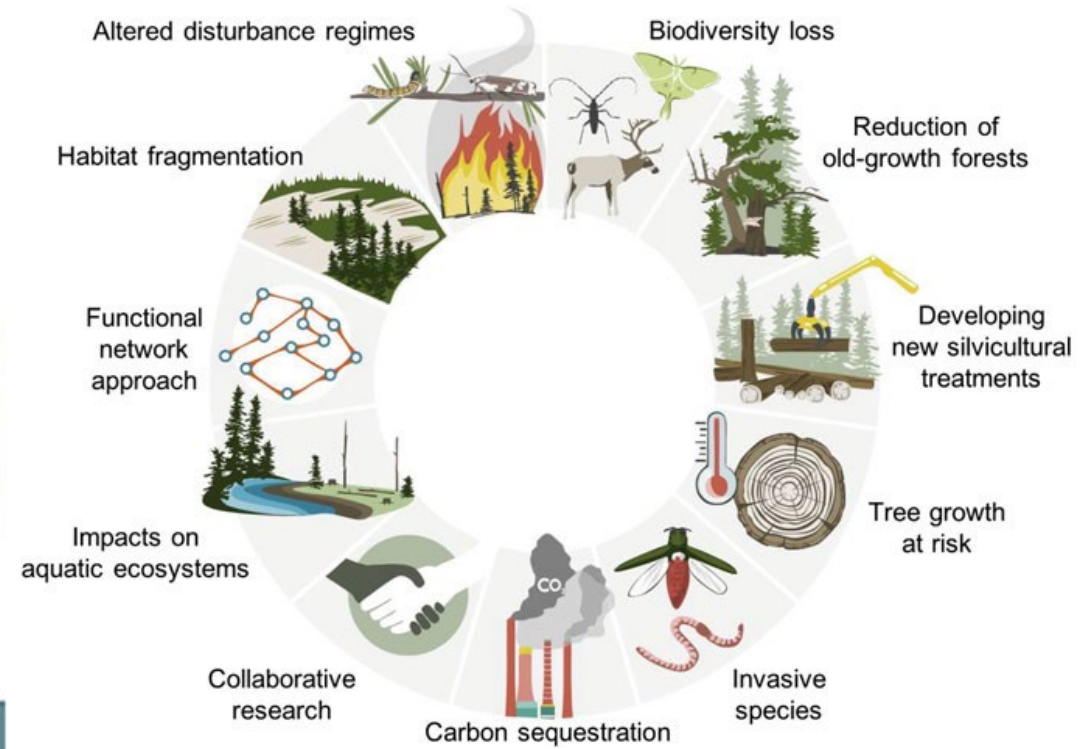 Altered disturbance regimes
Biodiversity loss
Reduction of
old-growth forests
Developing
new silvicultural
treatments
Tree growth
at risk
Invasive
species
Carbon sequestration
Collaborative
research
Impacts on
aquatic ecosystems
Functional
network
approach
Habitat fragmentation
CO₂